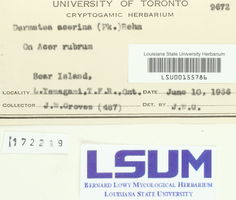 UNIVERSITY OF TORONTO
CRYPTOGAMIC HERBARIUM
9672
Dermatea acerina (Pk.) Rehm
On Acer rubrum
Louisiana State University Herbarium
LSU00155786
Bear Island,
LOCALITY L. Temagami, T.F.R., Ont. DATE June 10, 1936
COLLECTOR J.W. Groves (487) DET. BY J.W.G.
172219
LSUM
BERNARD LOWY MYCOLOGICAL HERBARIUM
LOUISIANA STATE UNIVERSITY